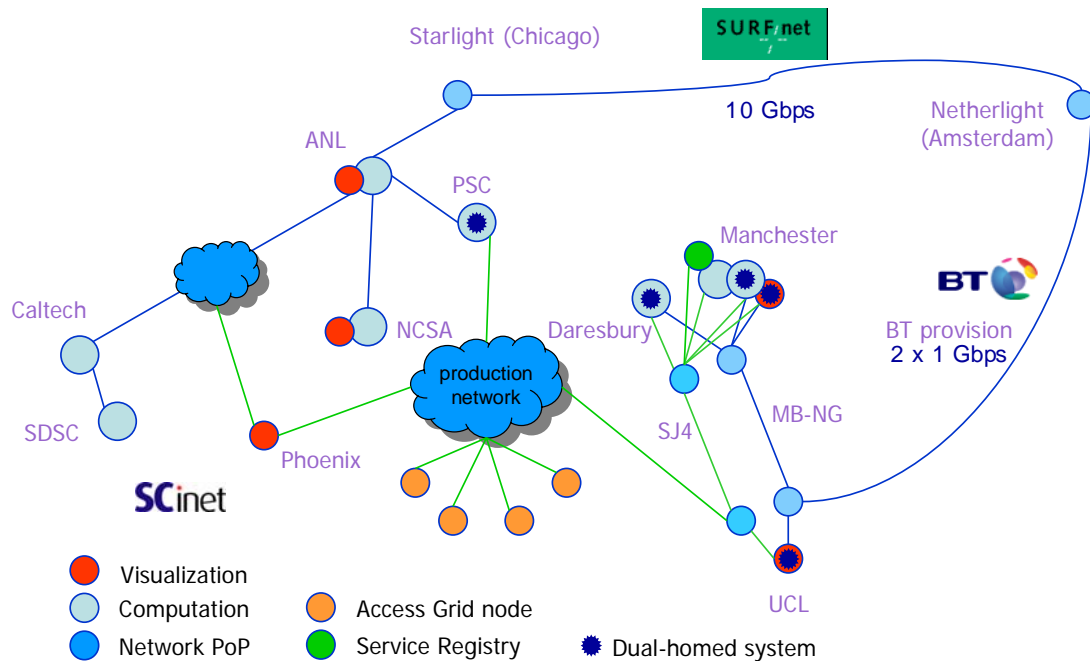 Starlight (Chicago)
SURF net
10 Gbps
Netherlight
(Amsterdam)
ANL
PSC
Manchester
BT
Caltech
NCSA
Daresbury
BT provision
2 x 1 Gbps
production
network
SDSC
Phoenix
SJ4
MB-NG
SCinet
Visualization
Computation
Network PoP
Access Grid node
Service Registry
Dual-homed system
UCL